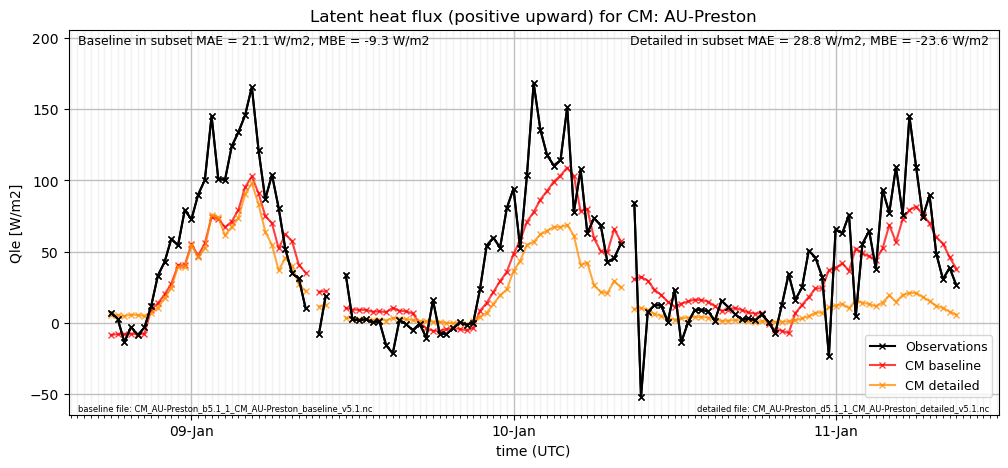 Latent heat flux (positive upward) for CM: AU-Preston
Baseline in subset MAE = 21.1 W/m2, MBE = -9.3 W/m2
Detailed in subset MAE = 28.8 W/m2, MBE = -23.6 W/m2
200
150
100
50
0
−50
Qle [W/m2]
Observations
CM baseline
CM detailed
baseline file: CM_AU-Preston_b5.1_1_CM_AU-Preston_baseline_v5.1.nc
detailed file: CM_AU-Preston_d5.1_1_CM_AU-Preston_detailed_v5.1.nc
09-Jan
10-Jan
11-Jan
time (UTC)